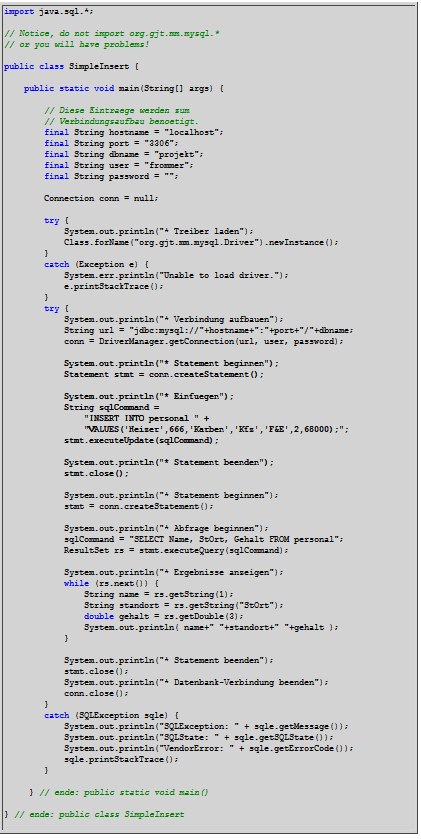 import java.sql.*;
// Notice, do not import org.gjt.mm.mysql.*
// or you will have problems!
public class SimpleInsert {
public static void main(String[] args) {
// Diese Eintraege werden zum
// Verbindungsaufbau benoetigt.
final String hostname = "localhost";
final String port = "3306";
final String dbname = "projekt";
final String user = "frommer";
final String password = "";
Connection conn = null;
try {
System.out.println("* Treiber laden");
Class.forName("org.gjt.mm.mysql.Driver").newInstance();
}
catch (Exception e) {
System.err.println("Unable to load driver.");
e.printStackTrace();
}
try {
System.out.println("* Verbindung aufbauen");
String url = "jdbc:mysql://"+hostname+":"+port+"/"+dbname;
conn = DriverManager.getConnection(url, user, password);
System.out.println("* Statement beginnen");
Statement stmt = conn.createStatement();
System.out.println("* Einfuegen");
String sqlCommand =
"INSERT INTO personal " +
"VALUES('Meizer',666,'Karben','Kfz','F&E',2,68000);";
stmt.executeUpdate(sqlCommand);
System.out.println("* Statement beenden");
stmt.close();
System.out.println("* Statement beginnen");
stmt = conn.createStatement();
System.out.println("* Abfrage beginnen");
sqlCommand = "SELECT Name, StOrt, Gehalt FROM personal";
ResultSet rs = stmt.executeQuery(sqlCommand);
System.out.println("* Ergebnisse anzeigen");
while (rs.next()) {
String name = rs.getString(1);
String standort = rs.getString("StOrt");
double gehalt = rs.getDouble(3);
System.out.println( name+" "+standort+" "+gehalt );
}
System.out.println("* Statement beenden");
stmt.close();
System.out.println("* Datenbank-Verbindung beenden");
conn.close();
}
catch (SQLException sqle) {
System.out.println("SQLException: " + sqle.getMessage());
System.out.println("SQLState: " + sqle.getSQLState());
System.out.println("VendorError: " + sqle.getErrorCode());
sqle.printStackTrace();
}
} // ende: public static void main()
} // ende: public class SimpleInsert